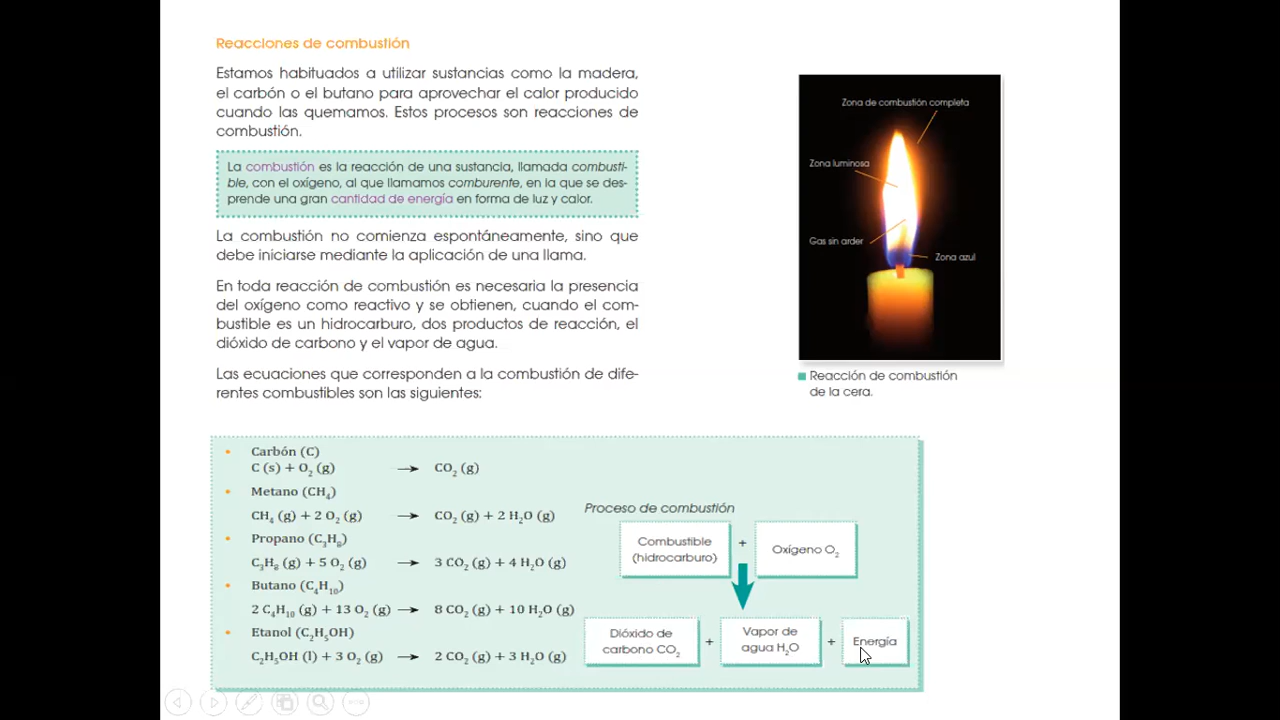 Reacciones de combustión
Estamos habituados a utilizar sustancias como la madera,
el carbón o el butano para aprovechar el calor producido
cuando las quemamos. Estos procesos son reacciones de
combustión.
La combustión es la reacción de una sustancia, llamada combusti-
ble, con el oxígeno, al que llamamos comburente, en la que se des-
prende una gran cantidad de energía en forma de luz y calor.
La combustión no comienza espontáneamente, sino que
debe iniciarse mediante la aplicación de una llama.
En toda reacción de combustión es necesaria la presencia
del oxígeno como reactivo y se obtienen, cuando el com-
bustible es un hidrocarburo, dos productos de reacción, el
dióxido de carbono y el vapor de agua.
Las ecuaciones que corresponden a la combustión de dife-
rentes combustibles son las siguientes:
Zona de combustión completa
Zona luminosa
Gas sin arder
Zona azul
Reacción de combustión
de la cera.
• Carbón (C)
C (s) + O₂ (g) → CO₂ (g)
• Metano (CH₄)
CH₄ (g) + 2 O₂ (g) → CO₂ (g) + 2 H₂O (g)
• Propano (C₃H₈)
C₃H₈ (g) + 5 O₂ (g) → 3 CO₂ (g) + 4 H₂O (g)
• Butano (C₄H₁₀)
2 C₄H₁₀ (g) + 13 O₂ (g) → 8 CO₂ (g) + 10 H₂O (g)
• Etanol (C₂H₅OH)
C₂H₅OH (l) + 3 O₂ (g) → 2 CO₂ (g) + 3 H₂O (g)
Proceso de combustión
Combustible
(hidrocarburo)
+
Oxígeno O₂
Dióxido de
carbono CO₂
+
Vapor de
agua H₂O
+
Energía